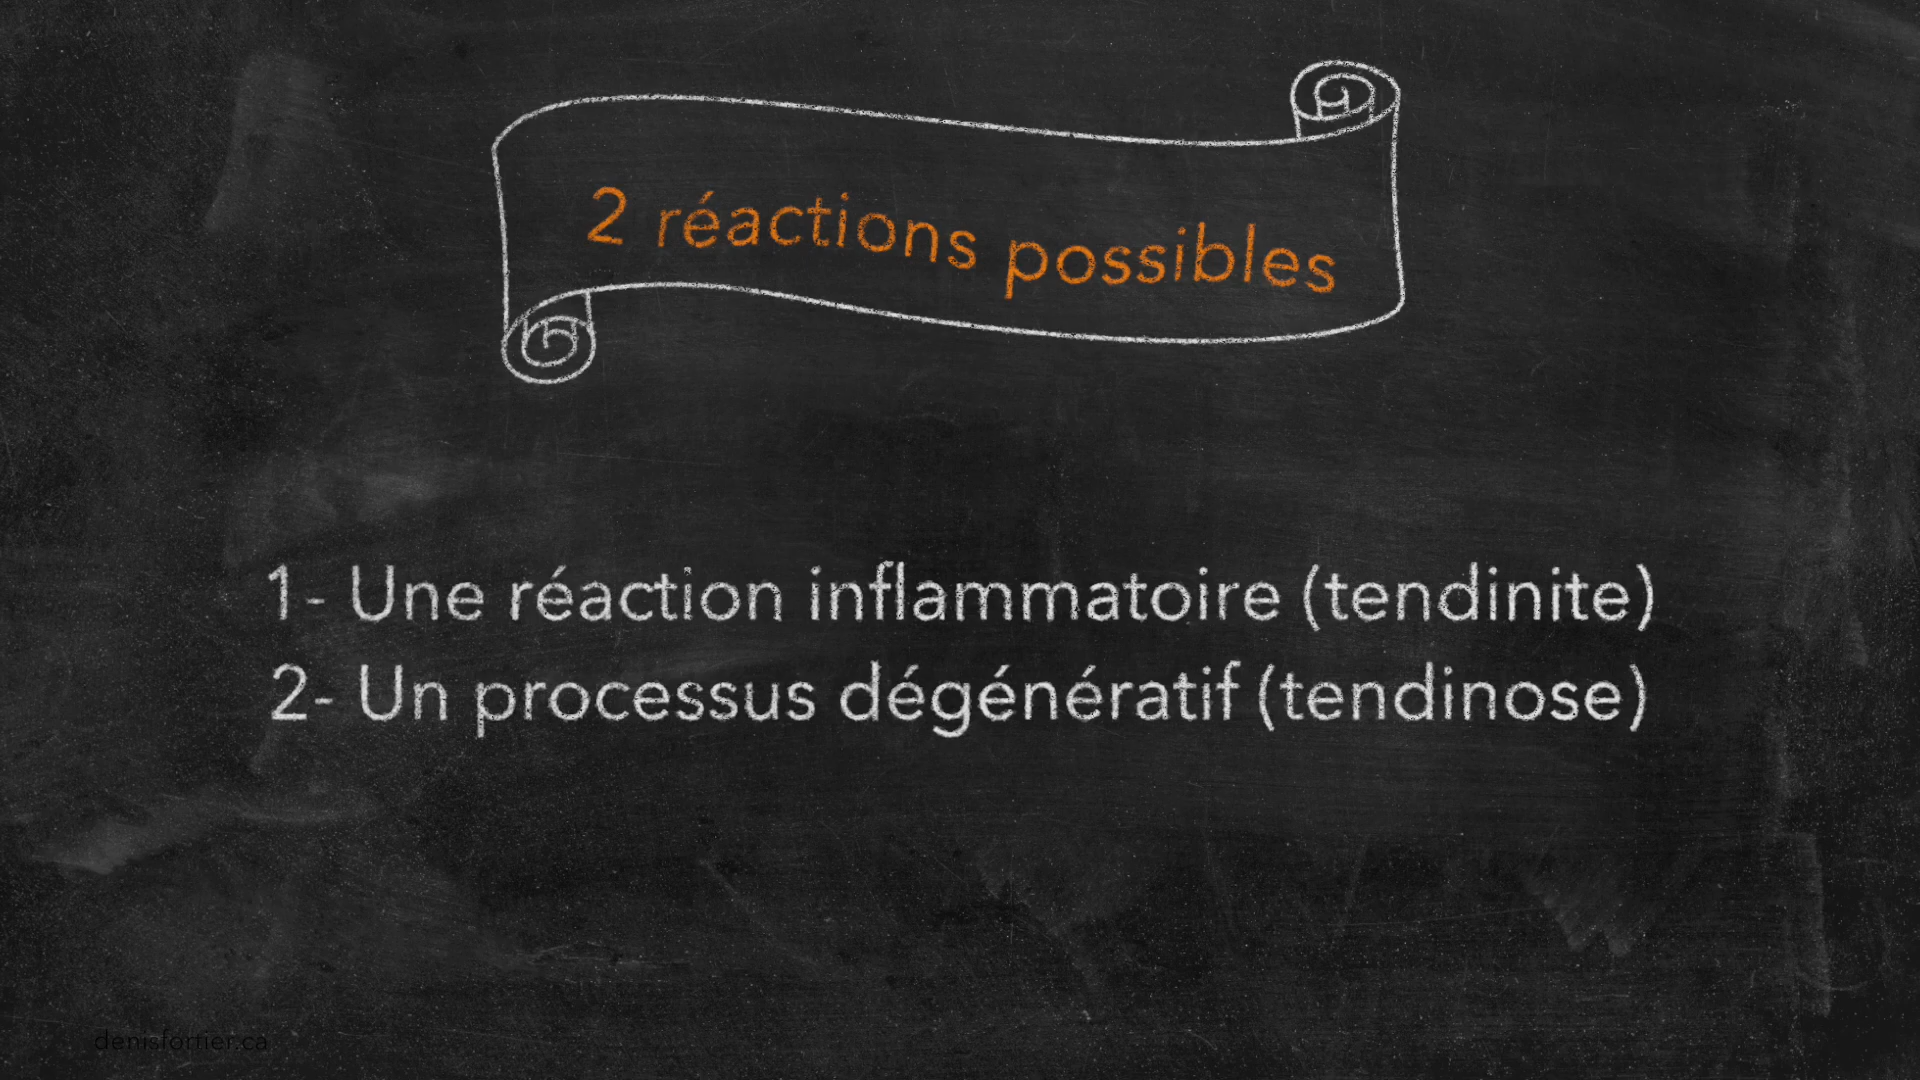 2 réactions possibles
1- Une réaction inflammatoire (tendinite)
2- Un processus dégénératif (tendinose)
denisfortier.ca